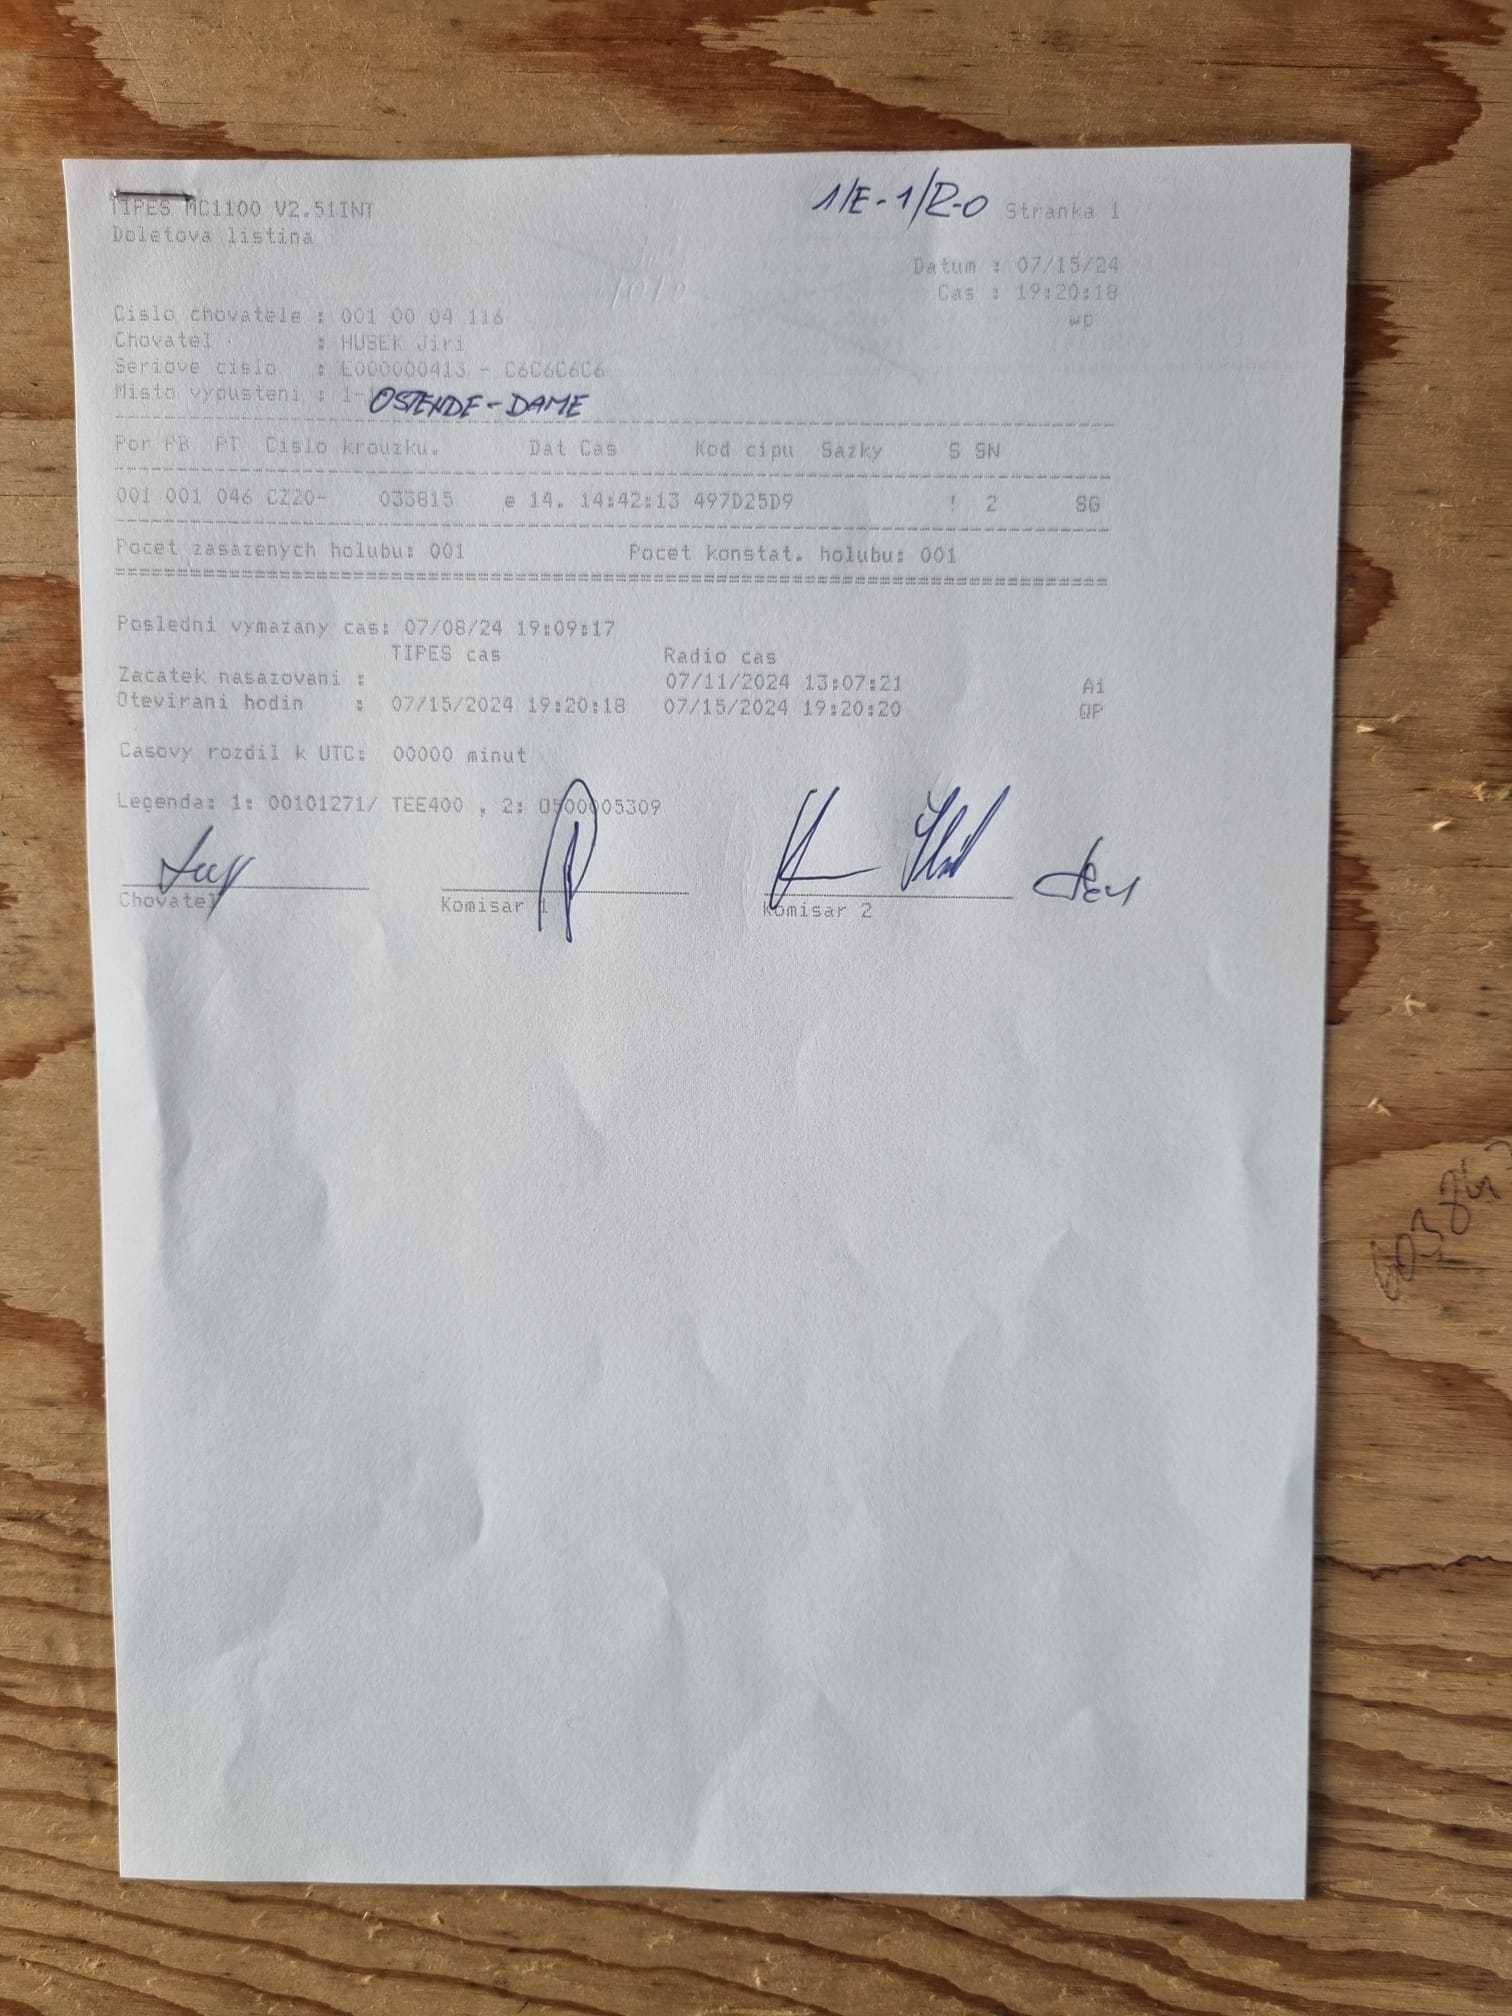 TIPES MC1100 V2.51INT 1/E-1/R-0 Stranka 1
Doletova listina
Datum : 07/15/24
Cas : 19:20:18
Cislo chovatele : 001 00 04 116 wp
Chovatel : HUSEK Jiri
Seriove cislo : E000000413 - C6C6C6C6
Misto vypusteni : 1- OSTENDE-DAME
Por PB PT Cislo krouzku. Dat Cas Kod cipu Sazky S SN
001 001 046 CZ20- 033815 e 14. 14:42:13 497D25D9 ! 2 SG
Pocet zasazenych holubu: 001 Pocet konstat. holubu: 001
Posledni vymazany cas: 07/08/24 19:09:17
TIPES cas Radio cas
Zacatek nasazovani : 07/11/2024 13:07:21 Ai
Otevirani hodin : 07/15/2024 19:20:18 07/15/2024 19:20:20 QP
Casovy rozdil k UTC: 00000 minut
Legenda: 1: 00101271/ TEE400 , 2: 0500005309
Chovatel Komisar 1 Komisar 2